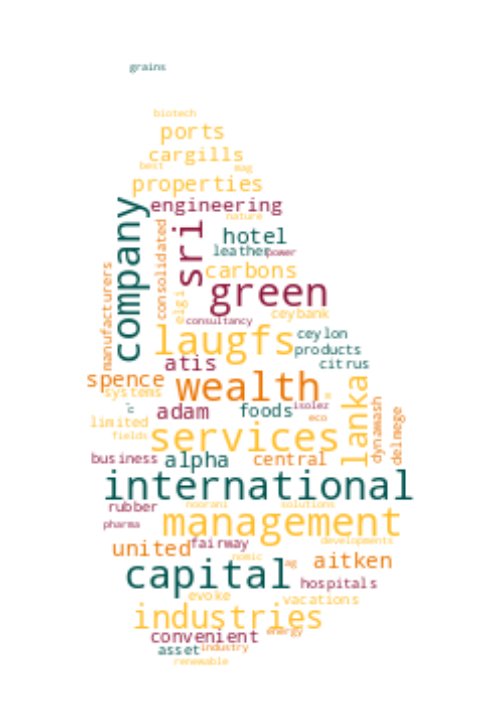 grains
biotech
ports
cargills
best
mag
properties
company
engineering
nature
sri
consolidated
hotel
leather
power
carbons
manufacturers
green
elgi
ceybank
consultancy
laugfs
ceylon
products
atis
citrus
spence
wealth
systems
lanka
adam
foods
isolez
dynawash
delmege
eco
limited
fields
services
business
alpha
central
international
rubber
noorani
solutions
pharma
management
developments
united
fairway
nomic
ag
aitken
capital
hospitals
evoke
vacations
industries
convenient
energy
asset
industry
renewable